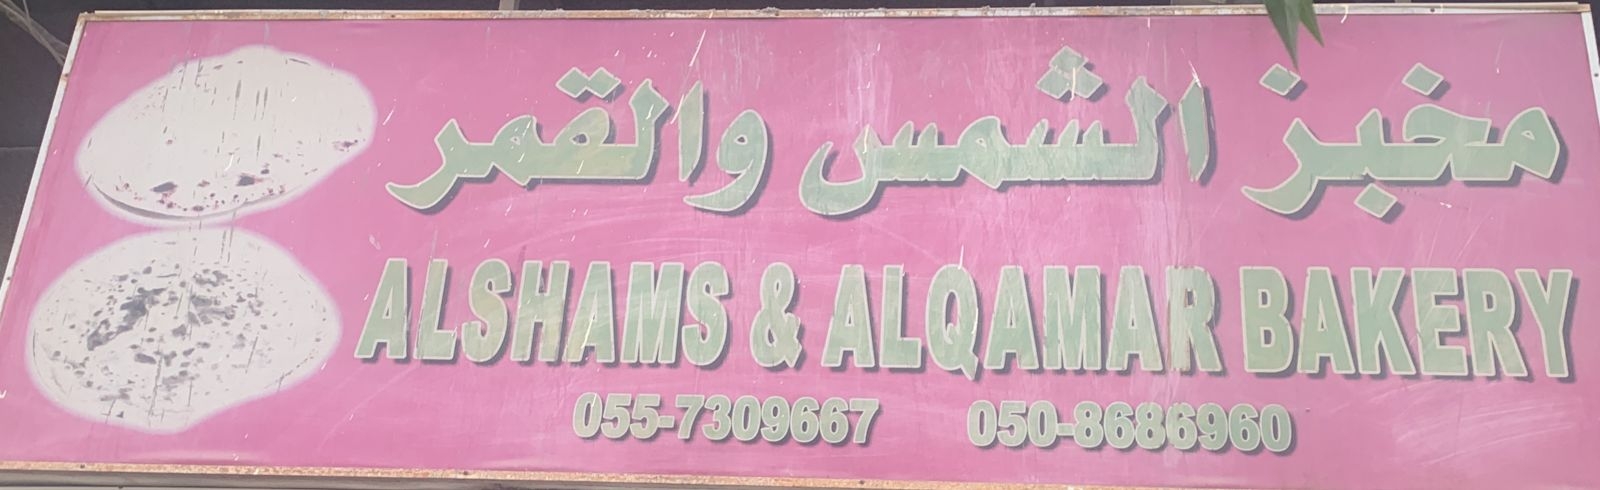 مخبز الشمس والقمر
ALSHAMS & ALQAMAR BAKERY
055-7309667 050-8686960